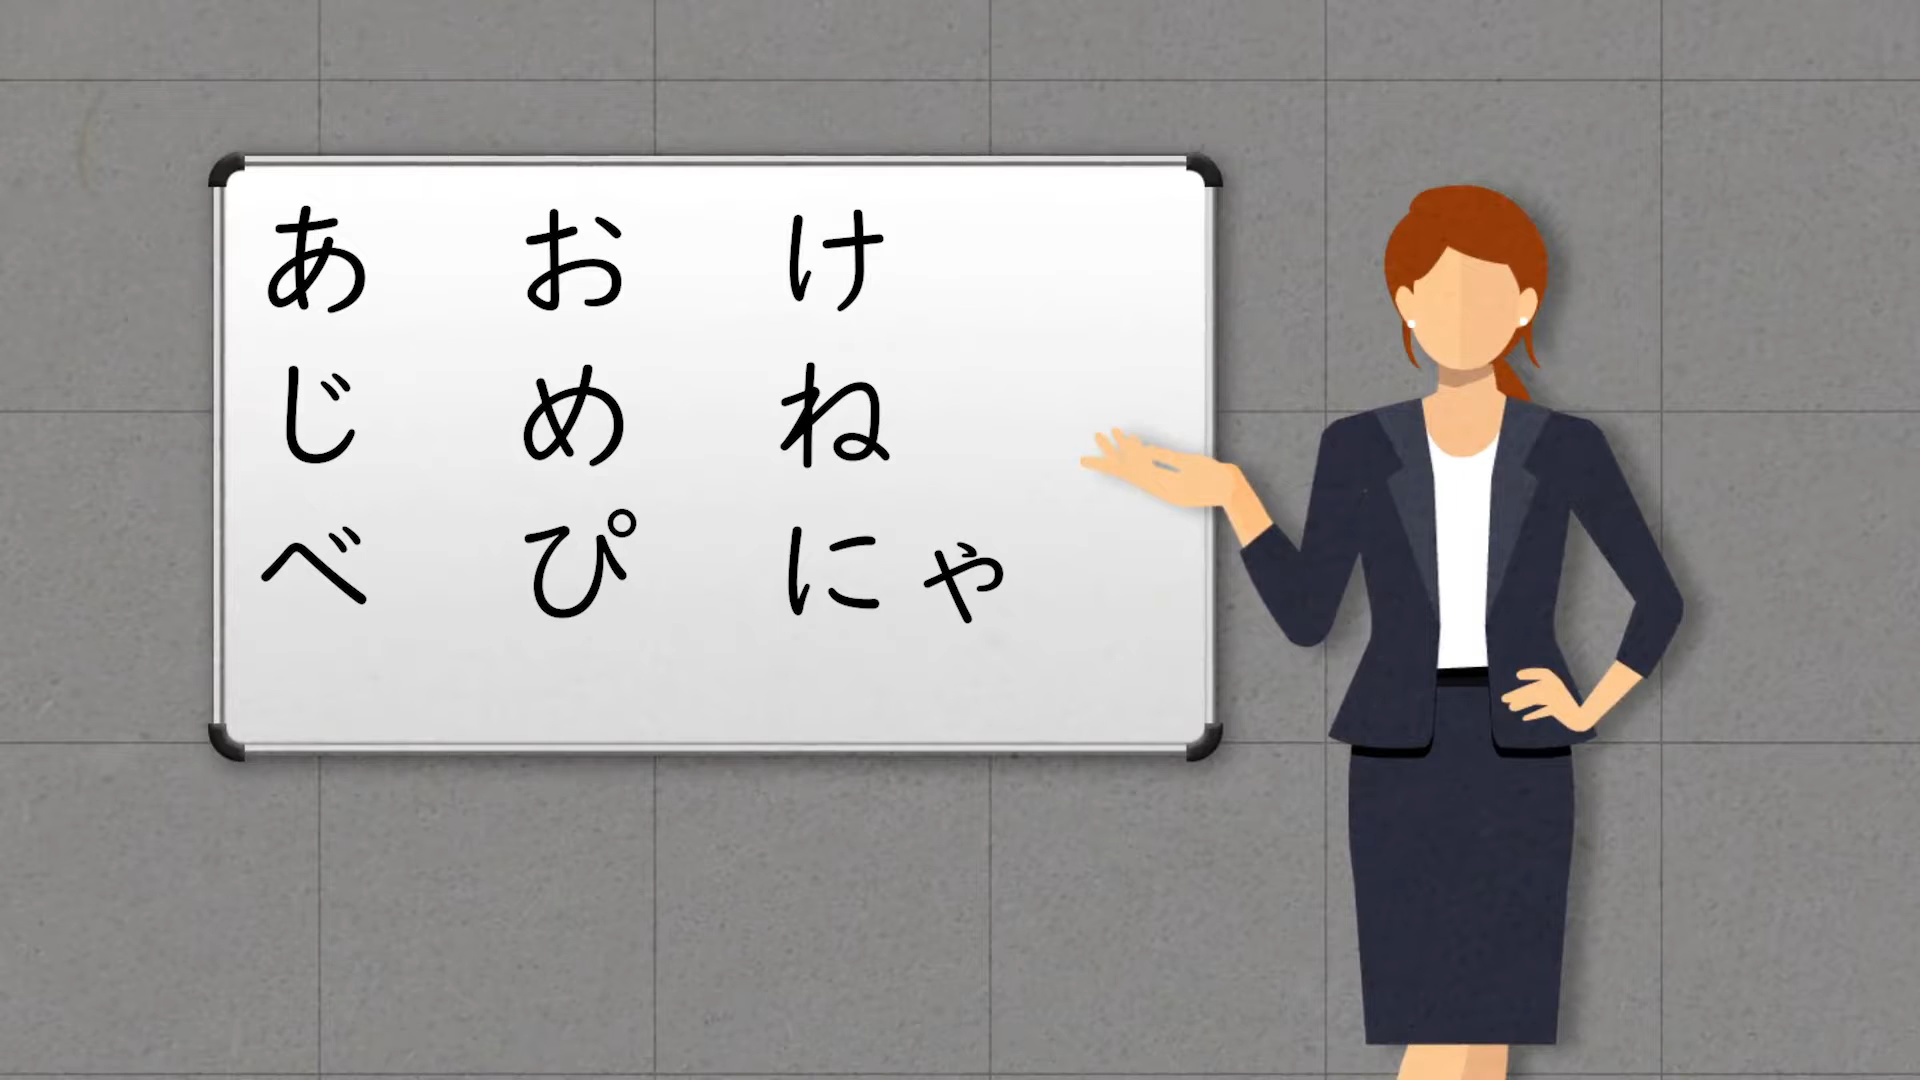 あ お け
じ め ね
べ ぴ にゃ